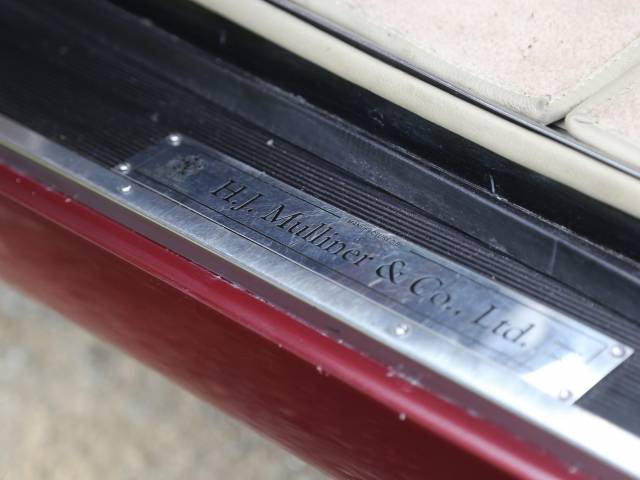 H.J. Mulliner & Co., Ltd.